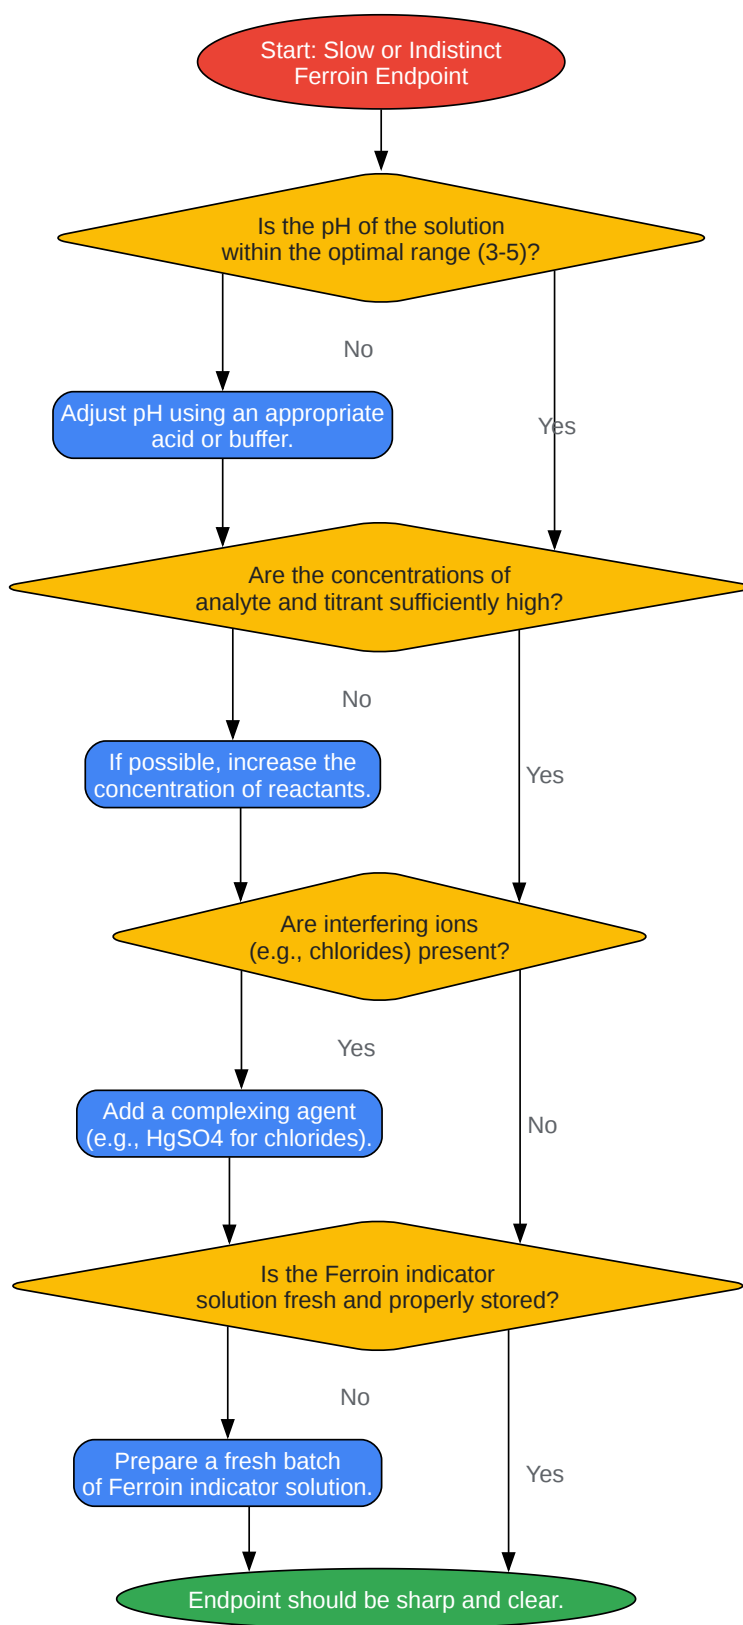 Start: Slow or Indistinct
Ferroin Endpoint
Is the pH of the solution
within the optimal range (3-5)?
No
Adjust pH using an appropriate
acid or buffer.
Yes
Are the concentrations of
analyte and titrant sufficiently high?
No
If possible, increase the
concentration of reactants.
Yes
Are interfering ions
(e.g., chlorides) present?
Yes
Add a complexing agent
(e.g., HgSO4 for chlorides).
No
Is the Ferroin indicator
solution fresh and properly stored?
No
Prepare a fresh batch
of Ferroin indicator solution.
Yes
Endpoint should be sharp and clear.